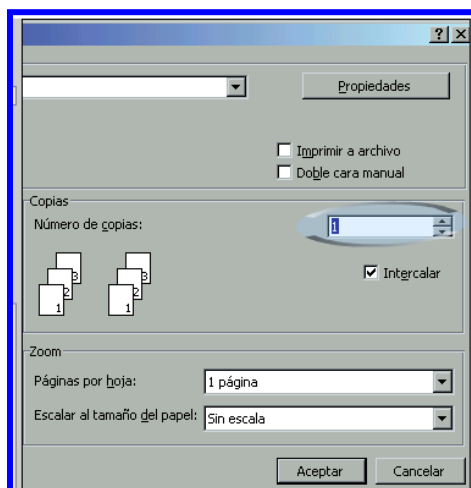 Propiedades
Imprimir a archivo
Doble cara manual
Copias
Número de copias: 1
3 3
2 2
1 1
Intercalar
Zoom
Páginas por hoja: 1 página
Escalar al tamaño del papel: Sin escala
Aceptar Cancelar